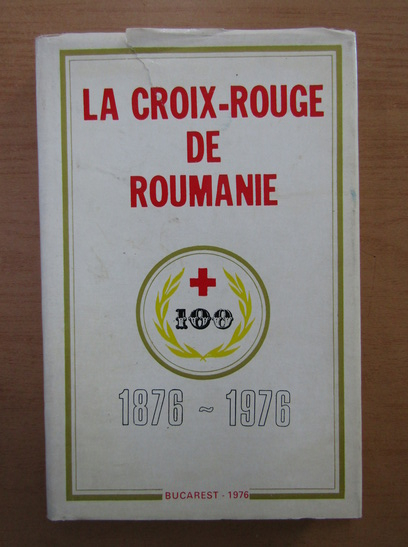 LA CROIX-ROUGE
DE
ROUMANIE
100
1876 ~ 1976
BUCAREST - 1976